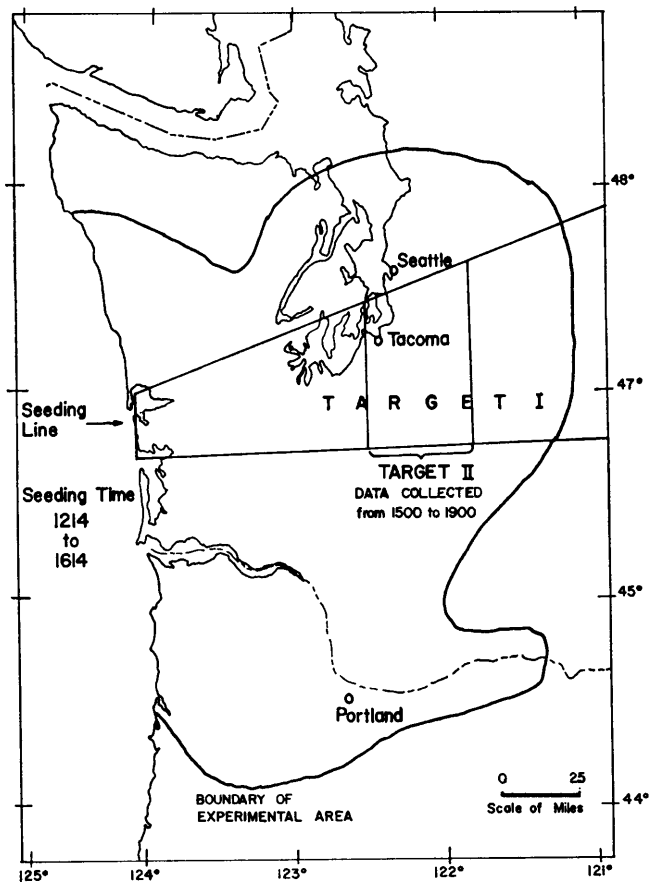 48°
Seattle
Tacoma
47°
T A R G E T I
Seeding
Line
TARGET II
DATA COLLECTED
from 1500 to 1900
Seeding Time
1214
to
1614
45°
Portland
0 25
Scale of Miles
BOUNDARY OF
EXPERIMENTAL AREA
44°
125° 124° 123° 122° 121°